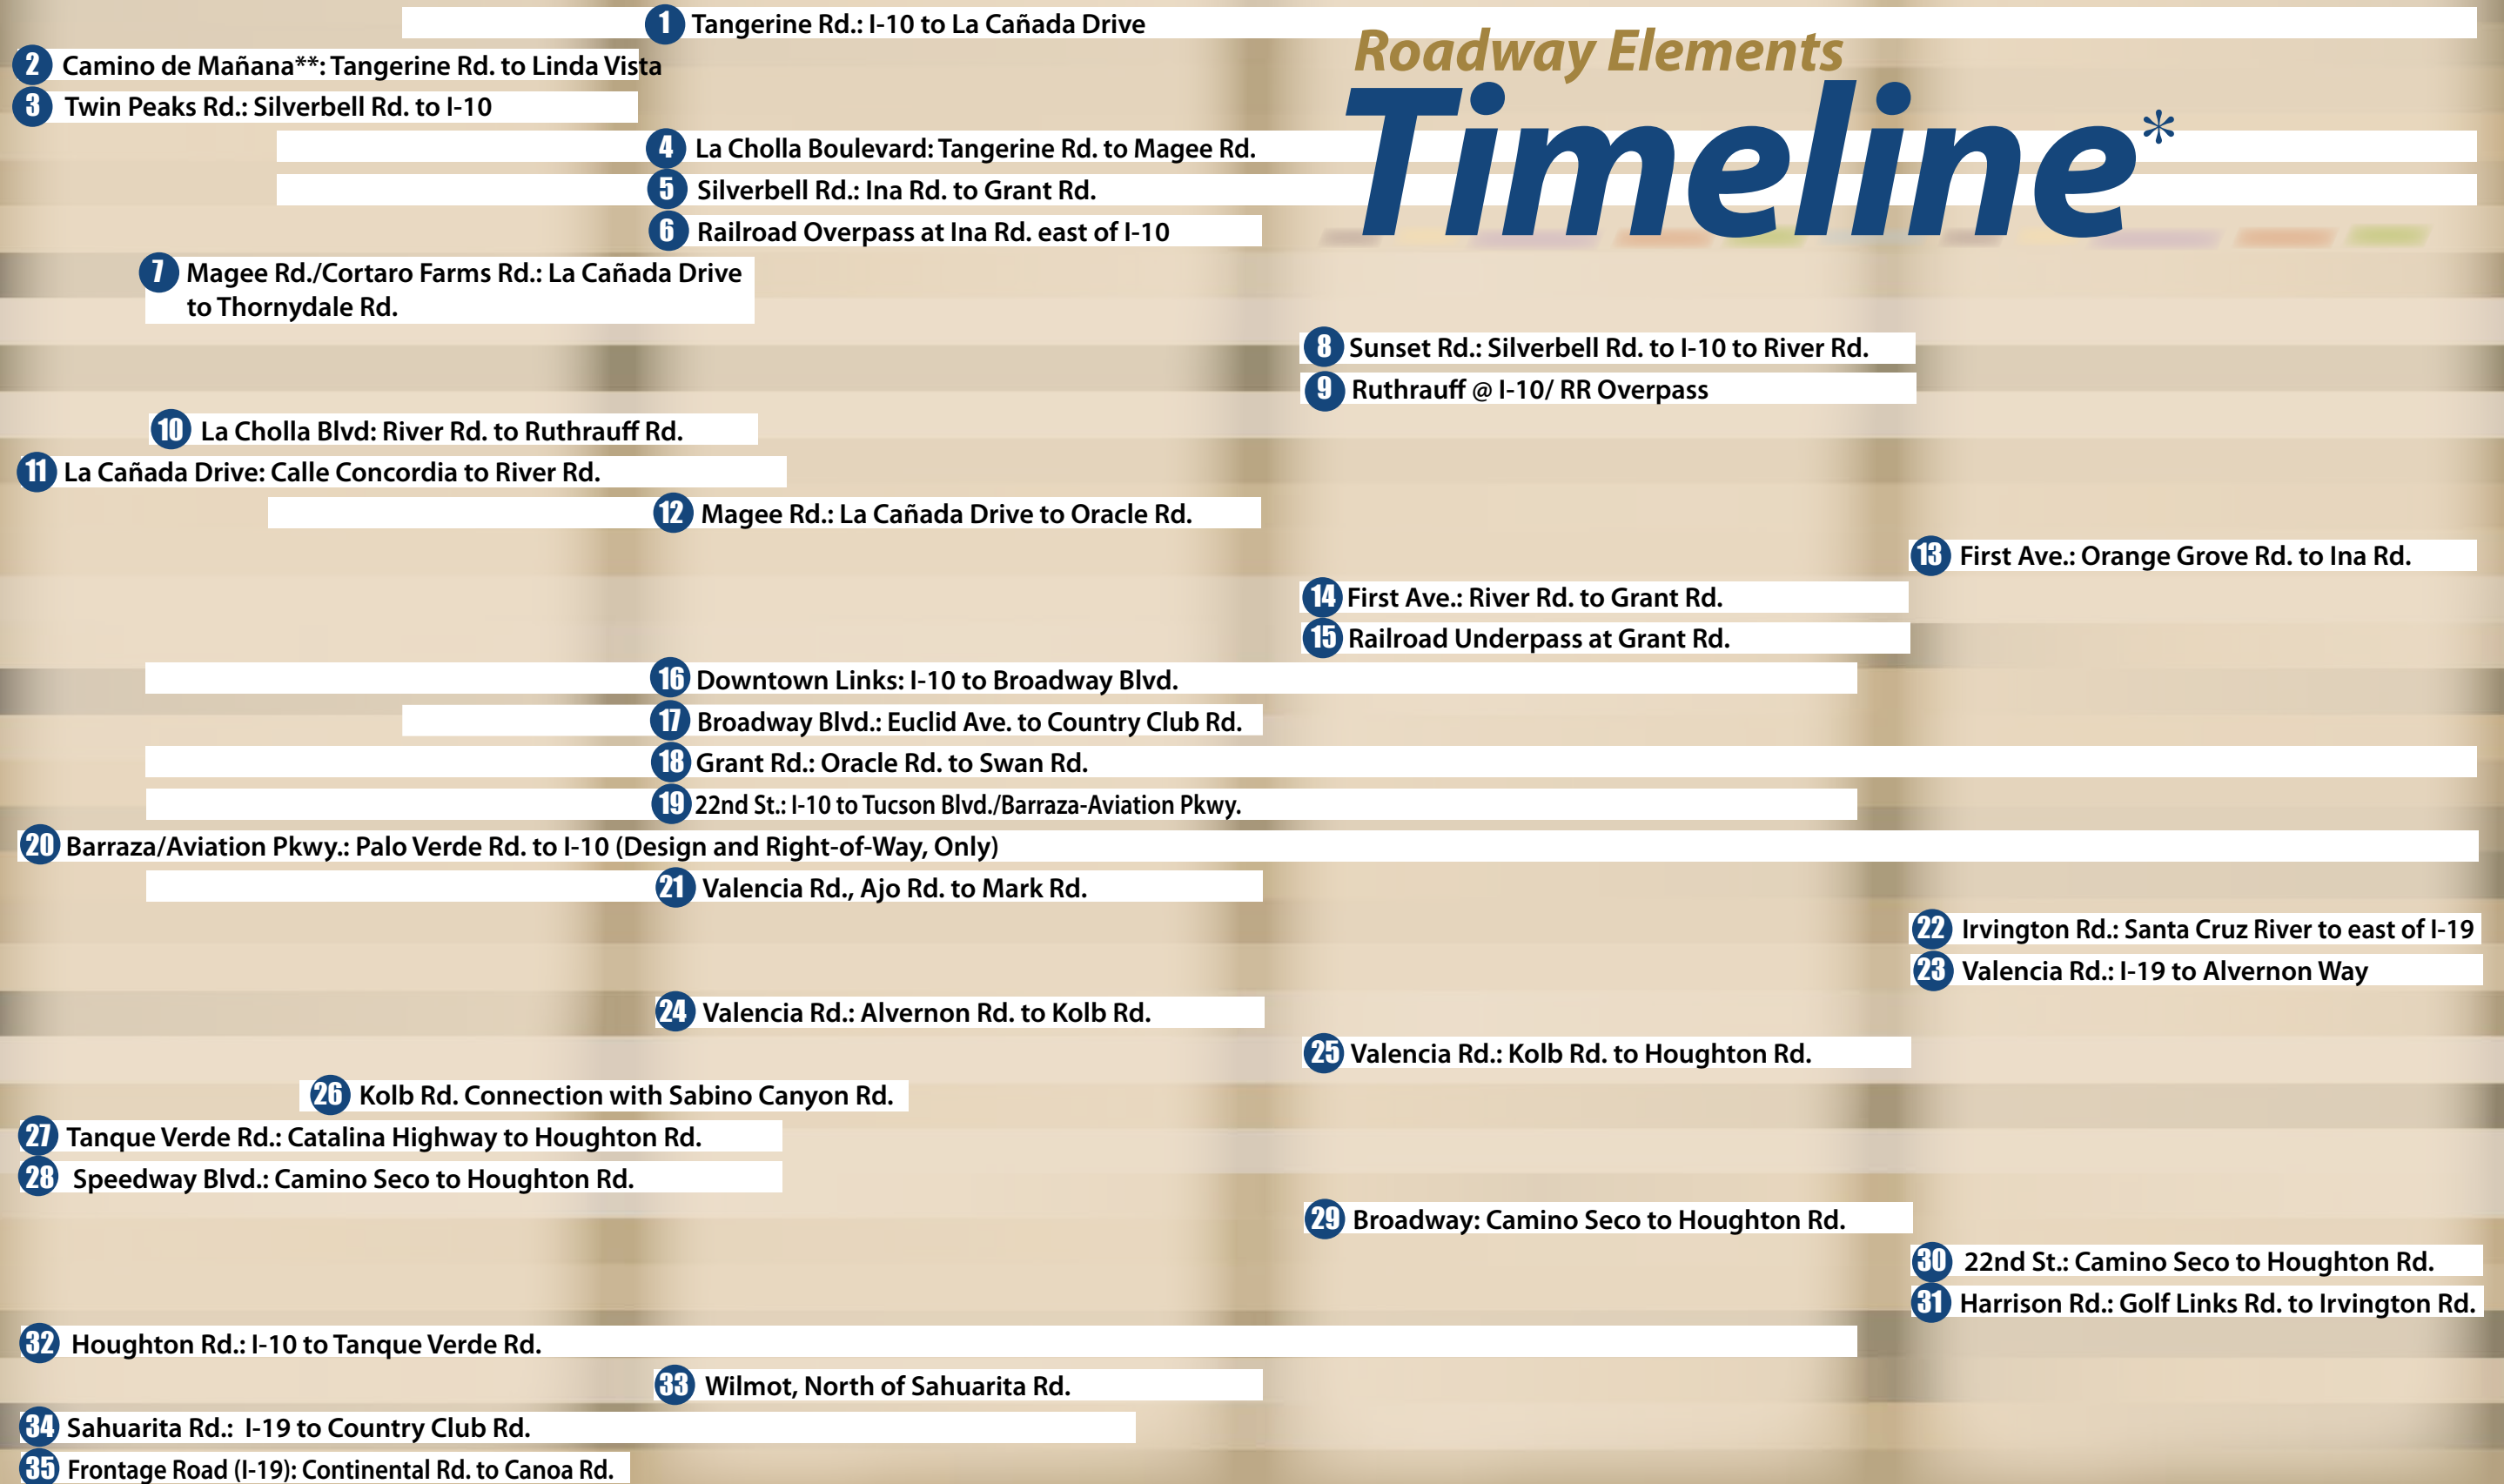 1 Tangerine Rd.: I-10 to La Cañada Drive
Roadway Elements
Timeline*
2 Camino de Mañana**: Tangerine Rd. to Linda Vista
3 Twin Peaks Rd.: Silverbell Rd. to I-10
4 La Cholla Boulevard: Tangerine Rd. to Magee Rd.
5 Silverbell Rd.: Ina Rd. to Grant Rd.
6 Railroad Overpass at Ina Rd. east of I-10
7 Magee Rd./Cortaro Farms Rd.: La Cañada Drive
to Thornydale Rd.
8 Sunset Rd.: Silverbell Rd. to I-10 to River Rd.
9 Ruthrauff @ I-10/ RR Overpass
10 La Cholla Blvd: River Rd. to Ruthrauff Rd.
11 La Cañada Drive: Calle Concordia to River Rd.
12 Magee Rd.: La Cañada Drive to Oracle Rd.
13 First Ave.: Orange Grove Rd. to Ina Rd.
14 First Ave.: River Rd. to Grant Rd.
15 Railroad Underpass at Grant Rd.
16 Downtown Links: I-10 to Broadway Blvd.
17 Broadway Blvd.: Euclid Ave. to Country Club Rd.
18 Grant Rd.: Oracle Rd. to Swan Rd.
19 22nd St.: I-10 to Tucson Blvd./Barraza-Aviation Pkwy.
20 Barraza/Aviation Pkwy.: Palo Verde Rd. to I-10 (Design and Right-of-Way, Only)
21 Valencia Rd., Ajo Rd. to Mark Rd.
22 Irvington Rd.: Santa Cruz River to east of I-19
23 Valencia Rd.: I-19 to Alvernon Way
24 Valencia Rd.: Alvernon Rd. to Kolb Rd.
25 Valencia Rd.: Kolb Rd. to Houghton Rd.
26 Kolb Rd. Connection with Sabino Canyon Rd.
27 Tanque Verde Rd.: Catalina Highway to Houghton Rd.
28 Speedway Blvd.: Camino Seco to Houghton Rd.
29 Broadway: Camino Seco to Houghton Rd.
30 22nd St.: Camino Seco to Houghton Rd.
31 Harrison Rd.: Golf Links Rd. to Irvington Rd.
32 Houghton Rd.: I-10 to Tanque Verde Rd.
33 Wilmot, North of Sahuarita Rd.
34 Sahuarita Rd.: I-19 to Country Club Rd.
35 Frontage Road (I-19): Continental Rd. to Canoa Rd.